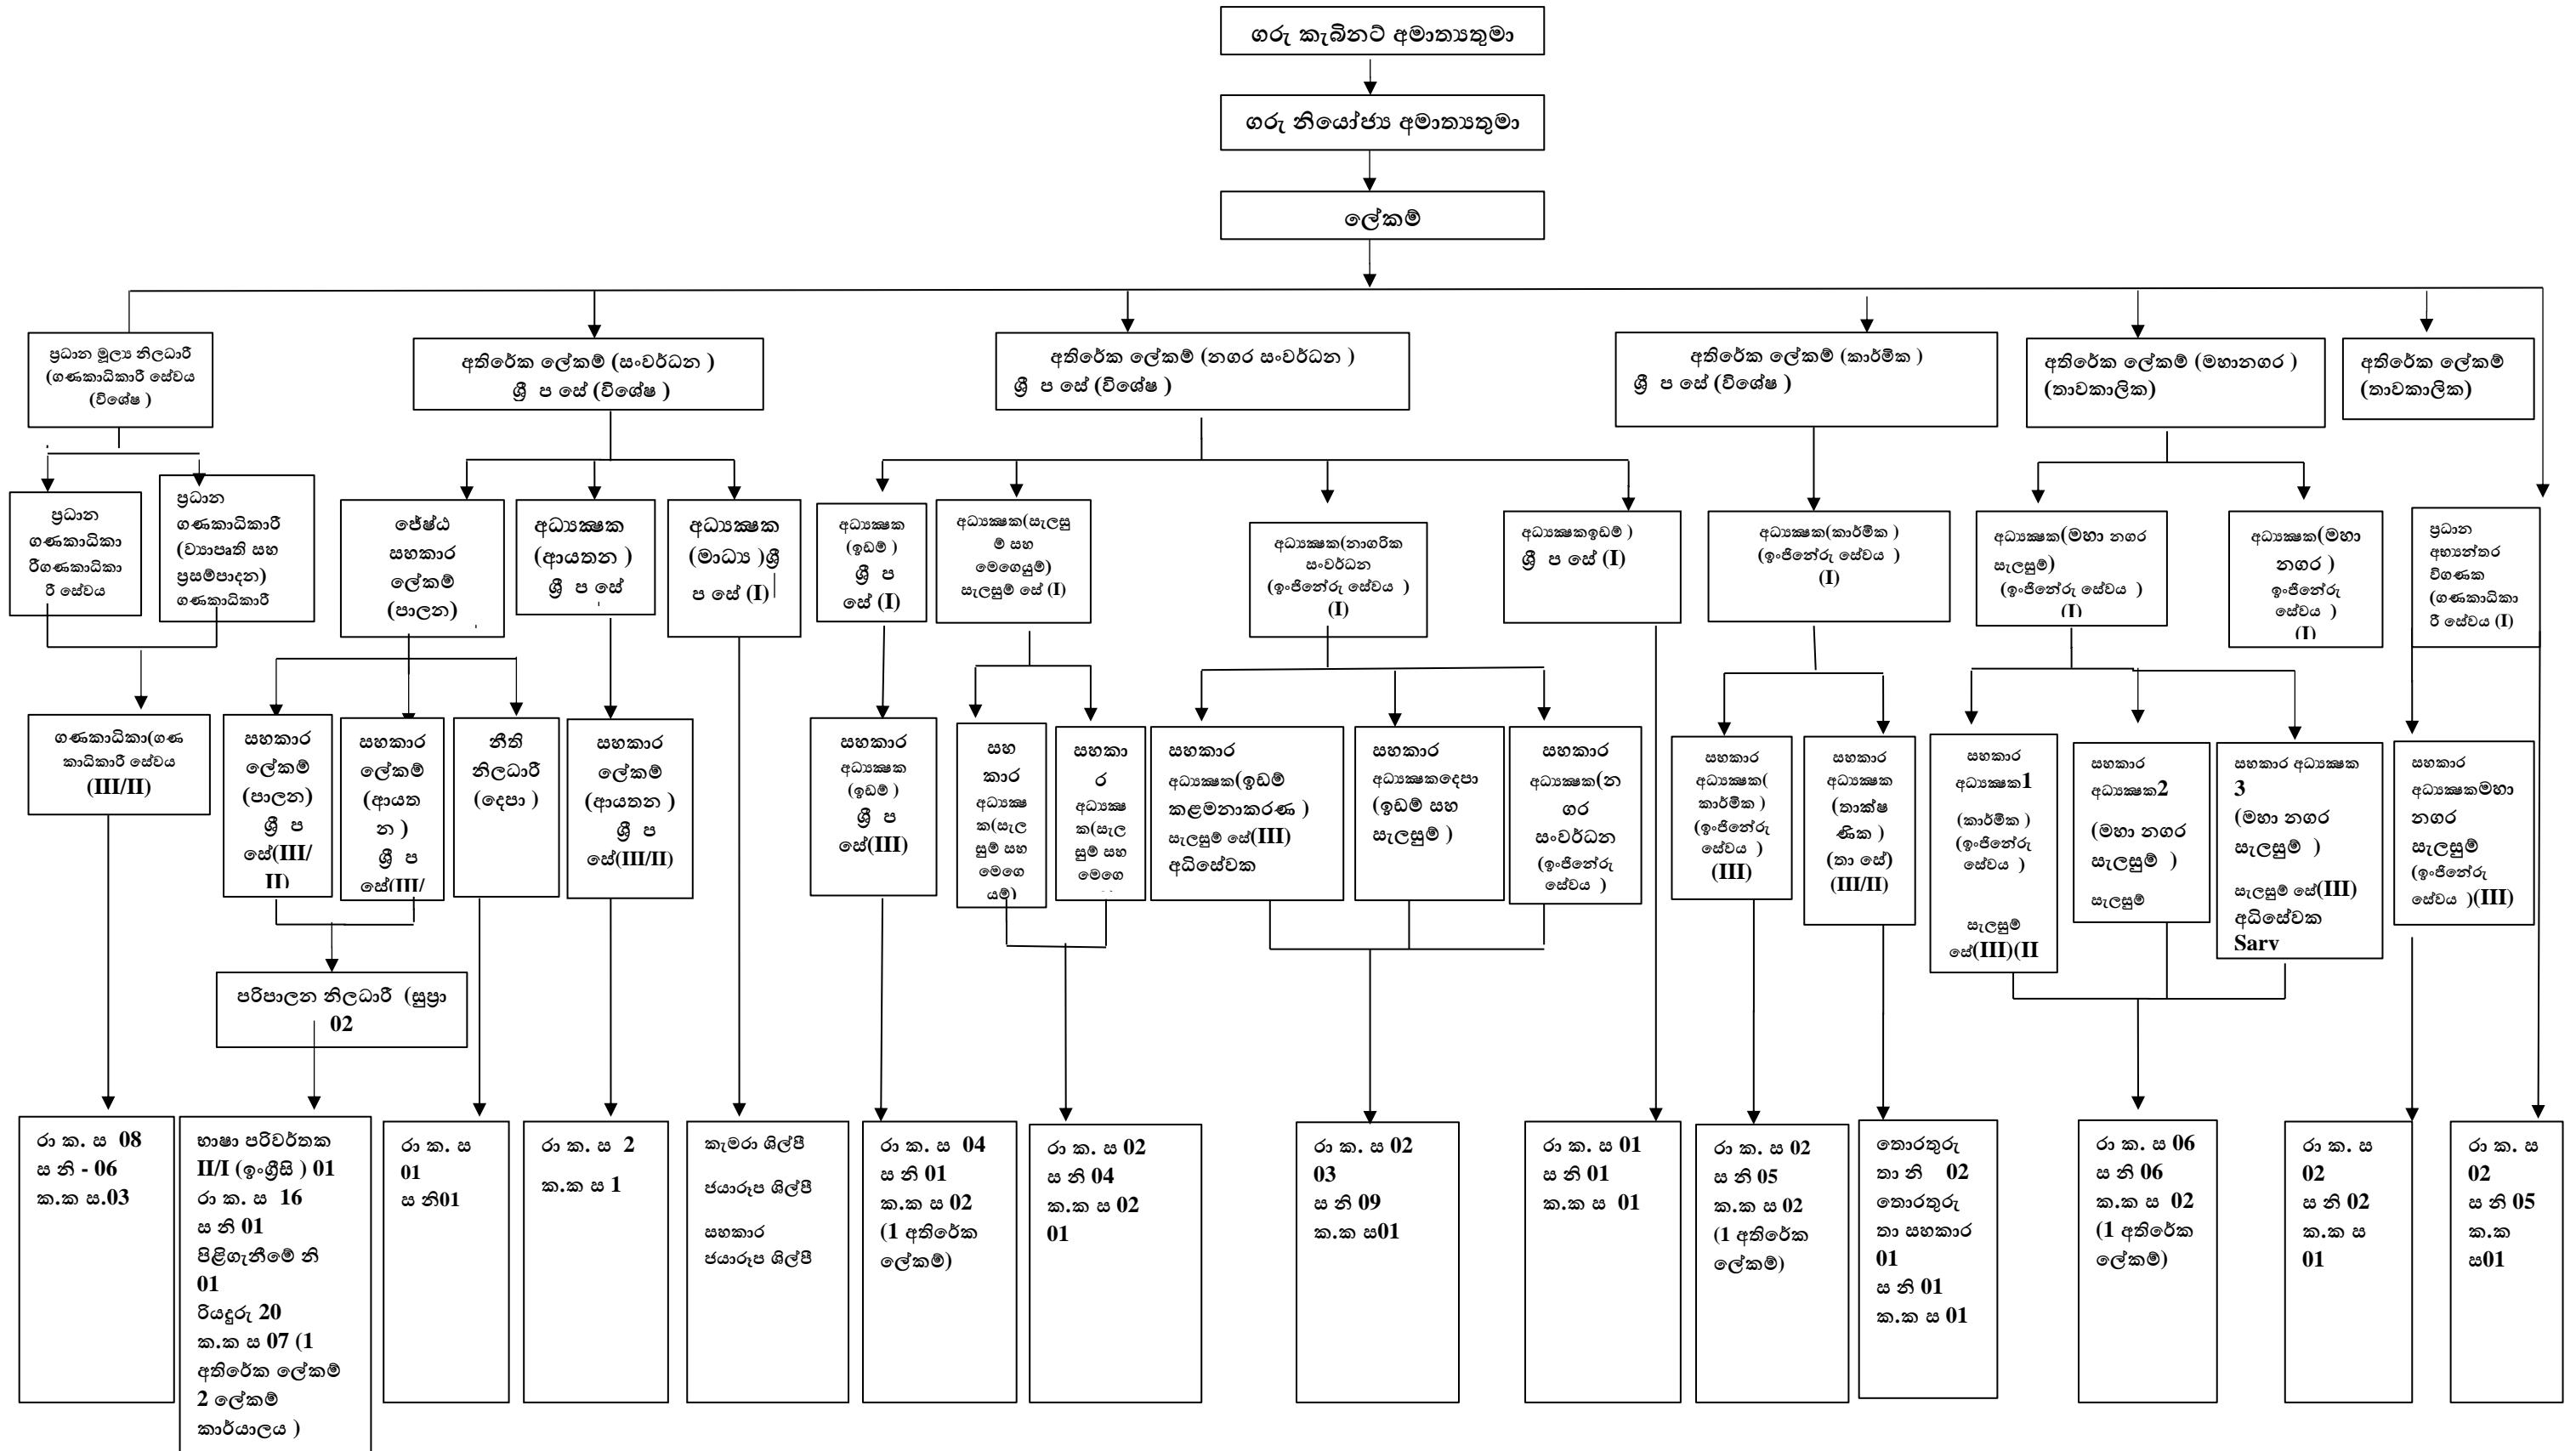 ගරු කැබිනට් අමාත්‍යතුමා
ගරු නියෝජ්‍ය අමාත්‍යතුමා
ලේකම්
ප්‍රධාන මූල්‍ය නිලධාරී
(ගණකාධිකාරී සේවය
(විශේෂ )
අතිරේක ලේකම් (සංවර්ධන )
ශ්‍රී ප සේ (විශේෂ )
අතිරේක ලේකම් (නගර සංවර්ධන )
ශ්‍රී ප සේ (විශේෂ )
අතිරේක ලේකම් (කාර්මික )
ශ්‍රී ප සේ (විශේෂ )
අතිරේක ලේකම් (මහානගර )
(තාවකාලික)
අතිරේක ලේකම්
(තාවකාලික)
ප්‍රධාන
ගණකාධිකා
රීගණකාධිකා
රී සේවය
ප්‍රධාන
ගණකාධිකාරී
(ව්‍යාපෘති සහ
ප්‍රසම්පාදන)
ගණකාධිකාරී
ජේෂ්ඨ
සහකාර
ලේකම්
(පාලන)
අධ්‍යක්‍ෂක
(ආයතන )
ශ්‍රී ප සේ
අධ්‍යක්‍ෂක
(මාධ්‍ය )ශ්‍රී
ප සේ (I)
අධ්‍යක්‍ෂක
(ඉඩම් )
ශ්‍රී ප
සේ (I)
අධ්‍යක්‍ෂක(සැලසු
ම් සහ
මෙහෙයුම්)
සැලසුම් සේ (I)
අධ්‍යක්‍ෂක(නාගරික
සංවර්ධන
(ඉංජිනේරු සේවය )
(I)
අධ්‍යක්‍ෂකඉඩම් )
ශ්‍රී ප සේ (I)
අධ්‍යක්‍ෂක(කාර්මික )
(ඉංජිනේරු සේවය )
(I)
අධ්‍යක්‍ෂක(මහා නගර
සැලසුම්)
(ඉංජිනේරු සේවය )
(I)
අධ්‍යක්‍ෂක(මහා
නගර )
ඉංජිනේරු
සේවය )
(I)
ප්‍රධාන
අභ්‍යන්තර
විගණක
(ගණකාධිකා
රී සේවය (I)
ගණකාධිකා(ගණ
කාධිකාරී සේවය
(III/II)
සහකාර
ලේකම්
(පාලන)
ශ්‍රී ප
සේ(III/
II)
සහකාර
ලේකම්
(ආයත
න )
ශ්‍රී ප
සේ(III/
නීති
නිලධාරී
(දෙපා )
සහකාර
ලේකම්
(ආයතන )
ශ්‍රී ප
සේ(III/II)
සහකාර
අධ්‍යක්‍ෂක
(ඉඩම් )
ශ්‍රී ප
සේ(III)
සහ
කාර
අධ්‍යක්‍ෂ
ක(සැල
සුම් සහ
මෙගෙ
යුම්)
සහකා
ර
අධ්‍යක්‍ෂ
ක(සැල
සුම් සහ
මෙගෙ
සහකාර
අධ්‍යක්‍ෂක(ඉඩම්
කළමනාකරණ )
සැලසුම් සේ(III)
අධිසේවක
සහකාර
අධ්‍යක්‍ෂකදෙපා
(ඉඩම් සහ
සැලසුම් )
සහකාර
අධ්‍යක්‍ෂක(න
ගර
සංවර්ධන
(ඉංජිනේරු
සේවය )
සහකාර
අධ්‍යක්‍ෂක(
කාර්මික )
(ඉංජිනේරු
සේවය )
(III)
සහකාර
අධ්‍යක්‍ෂක
(තාක්ෂ
ණික )
(තා සේ)
(III/II)
සහකාර
අධ්‍යක්‍ෂක1
(කාර්මික )
(ඉංජිනේරු
සේවය )
සැලසුම්
සේ(III)(II
සහකාර
අධ්‍යක්‍ෂක2
(මහා නගර
සැලසුම් )
සැලසුම්
සහකාර අධ්‍යක්‍ෂක
3
(මහා නගර
සැලසුම් )
සැලසුම් සේ(III)
අධිසේවක
Sarv
සහකාර
අධ්‍යක්‍ෂකමහා
නගර
සැලසුම්
(ඉංජිනේරු
සේවය )(III)
පරිපාලන නිලධාරී (සුප්‍රා
02
රා ක. ස 08
ස නි - 06
ක.ක ස.03
භාෂා පරිවර්තක
II/I (ඉංග්‍රීසි ) 01
රා ක. ස 16
ස නි 01
පිළිගැනීමේ නි
01
රියදුරු 20
ක.ක ස 07 (1
අතිරේක ලේකම්
2 ලේකම්
කාර්යාලය )
රා ක. ස
01
ස නි01
රා ක. ස 2
ක.ක ස 1
කැමරා ශිල්පී
ජයාරූප ශිල්පී
සහකාර
ජයාරූප ශිල්පී
රා ක. ස 04
ස නි 01
ක.ක ස 02
(1 අතිරේක
ලේකම්)
රා ක. ස 02
ස නි 04
ක.ක ස 02
01
රා ක. ස 02
03
ස නි 09
ක.ක ස01
රා ක. ස 01
ස නි 01
ක.ක ස 01
රා ක. ස 02
ස නි 05
ක.ක ස 02
(1 අතිරේක
ලේකම්)
තොරතුරු
තා නි 02
තොරතුරු
තා සහකාර
01
ස නි 01
ක.ක ස 01
රා ක. ස 06
ස නි 06
ක.ක ස 02
(1 අතිරේක
ලේකම්)
රා ක. ස
02
ස නි 02
ක.ක ස
01
රා ක. ස
02
ස නි 05
ක.ක
ස01